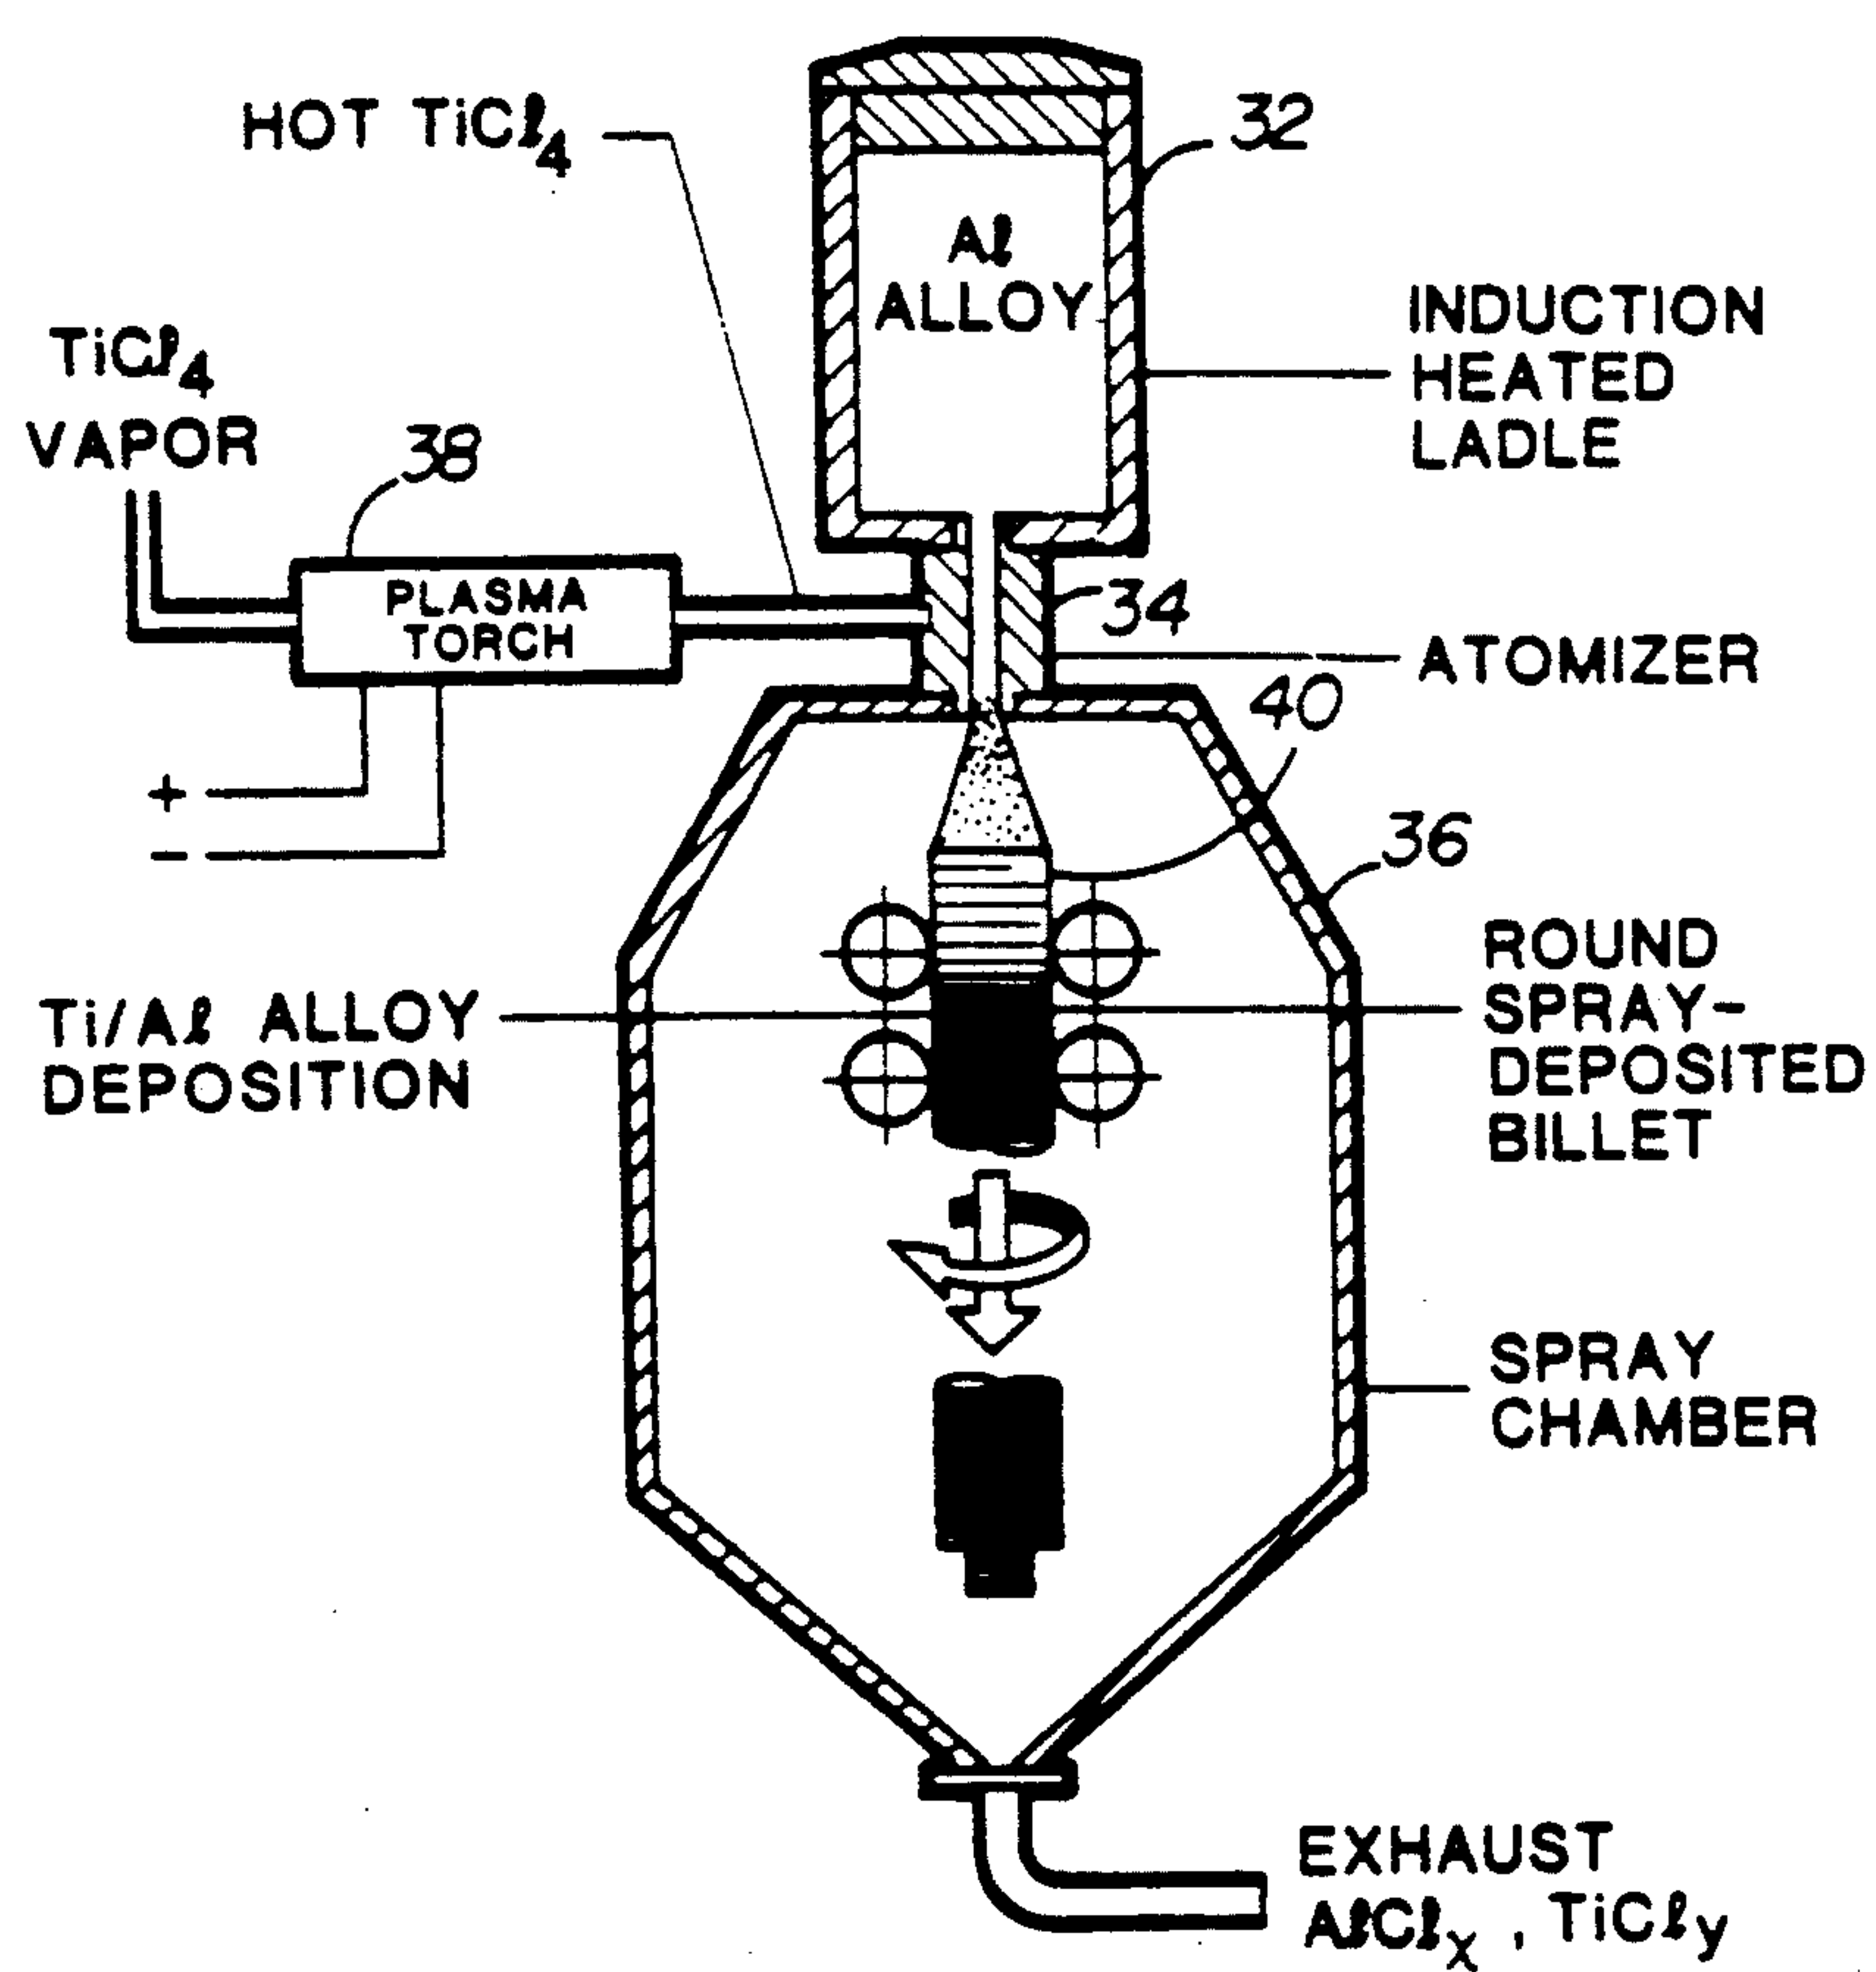 HOT TiCl4
32
Al
ALLOY
INDUCTION
HEATED
LADLE
TiCl4
VAPOR
38
PLASMA
TORCH
34
ATOMIZER
40
+
-
36
Ti/Al ALLOY
DEPOSITION
ROUND
SPRAY-
DEPOSITED
BILLET
SPRAY
CHAMBER
EXHAUST
AlClx , TiCly